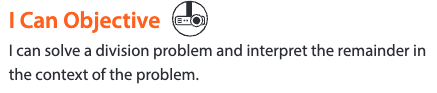 I Can Objective
I can solve a division problem and interpret the remainder in
the context of the problem.